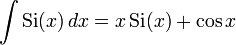 ∫ Si(x) dx = x Si(x) + cos x